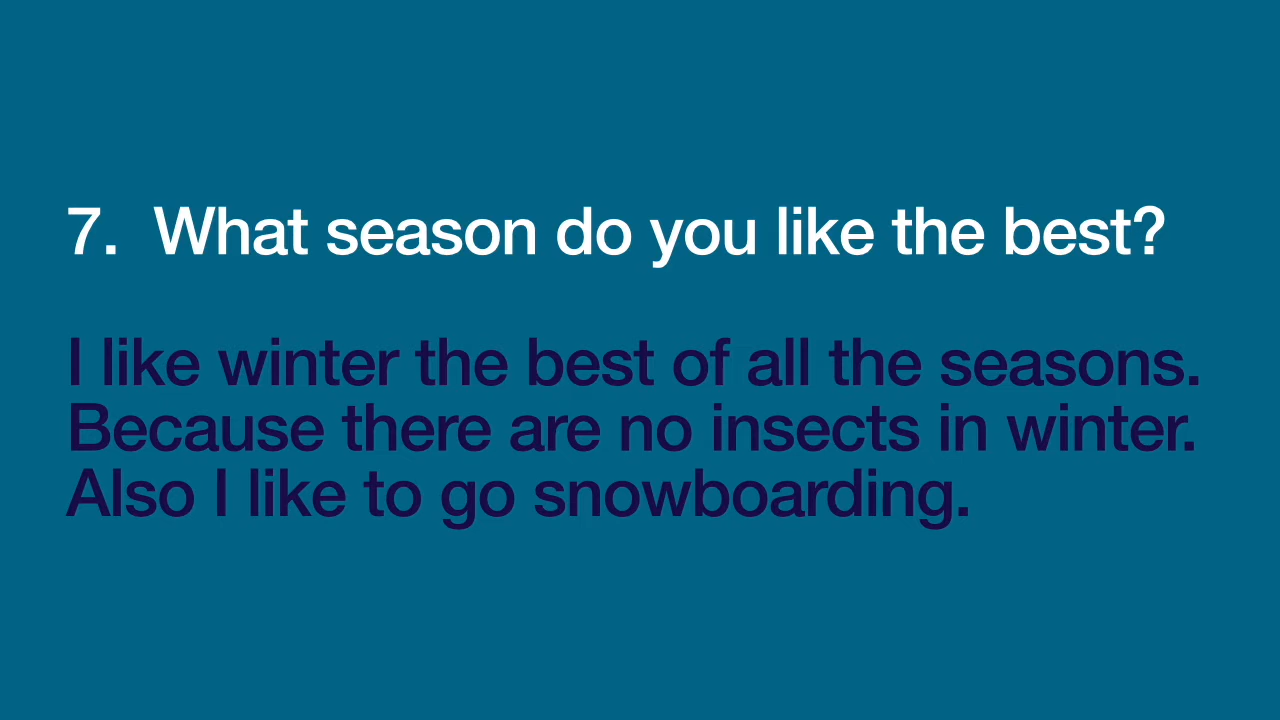 7. What season do you like the best?
I like winter the best of all the seasons.
Because there are no insects in winter.
Also I like to go snowboarding.